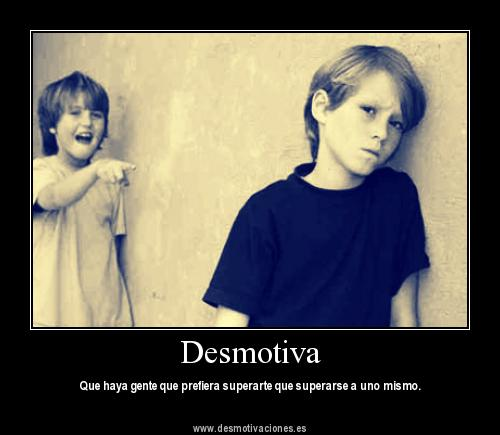 Desmotiva
Que haya gente que prefiera superarte que superarse a uno mismo.
www.desmotivaciones.es